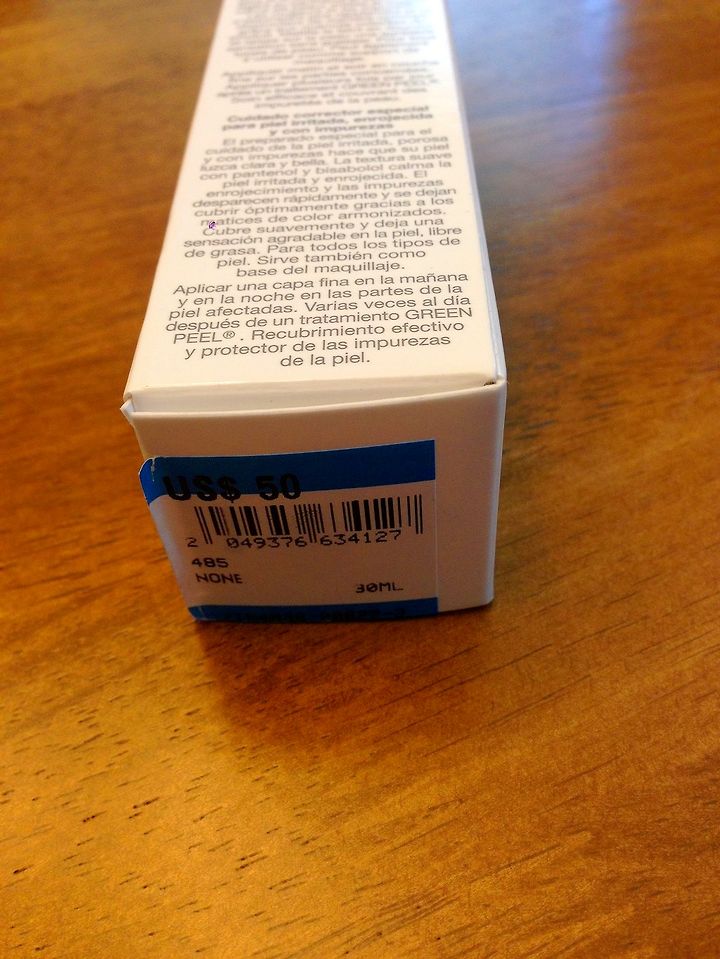 Cuidado corrector especial
para piel irritada, enrojecida
y con impurezas
El preparado especial para el
cuidado de la piel irritada, porosa
y con impurezas hace que su piel
luzca clara y bella. La textura suave
con pantenol y bisabolol calma la
piel irritada y enrojecida. El
enrojecimiento y las impurezas
desparecen rápidamente y se dejan
cubrir óptimamente gracias a los
matices de color armonizados.
Cubre suavemente y deja una
sensación agradable en la piel, libre
de grasa. Para todos los tipos de
piel. Sirve también como
base del maquillaje.
Aplicar una capa fina en la mañana
y en la noche en las partes de la
piel afectadas. Varias veces al día
después de un tratamiento GREEN
PEEL® . Recubrimiento efectivo
y protector de las impurezas
de la piel.
US$ 50
2 049376 634127
485
NONE
30ML